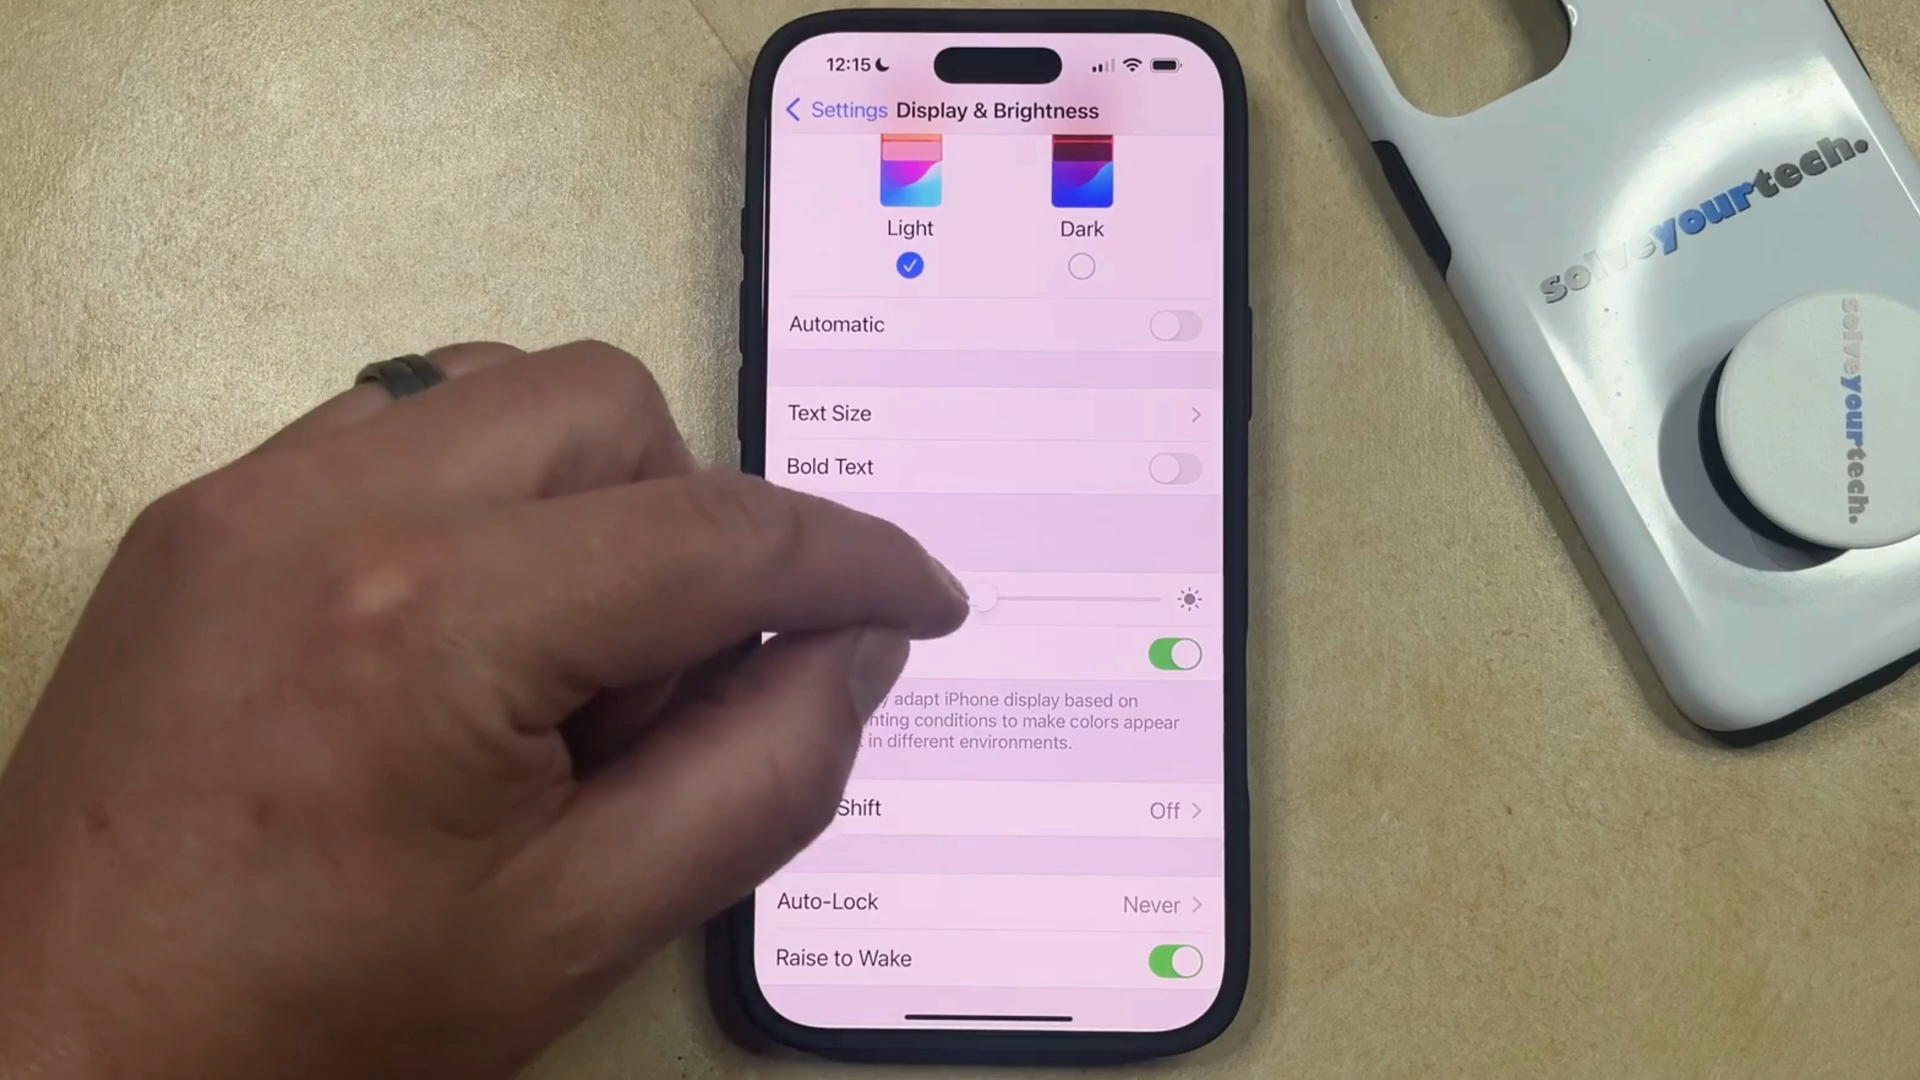 12:15
Settings Display & Brightness
Light Dark
Automatic
Text Size
Bold Text
adapt iPhone display based on
conditions to make colors appear
in different environments.
Shift Off
Auto-Lock Never
Raise to Wake
solveyourtech.
solveyourtech.